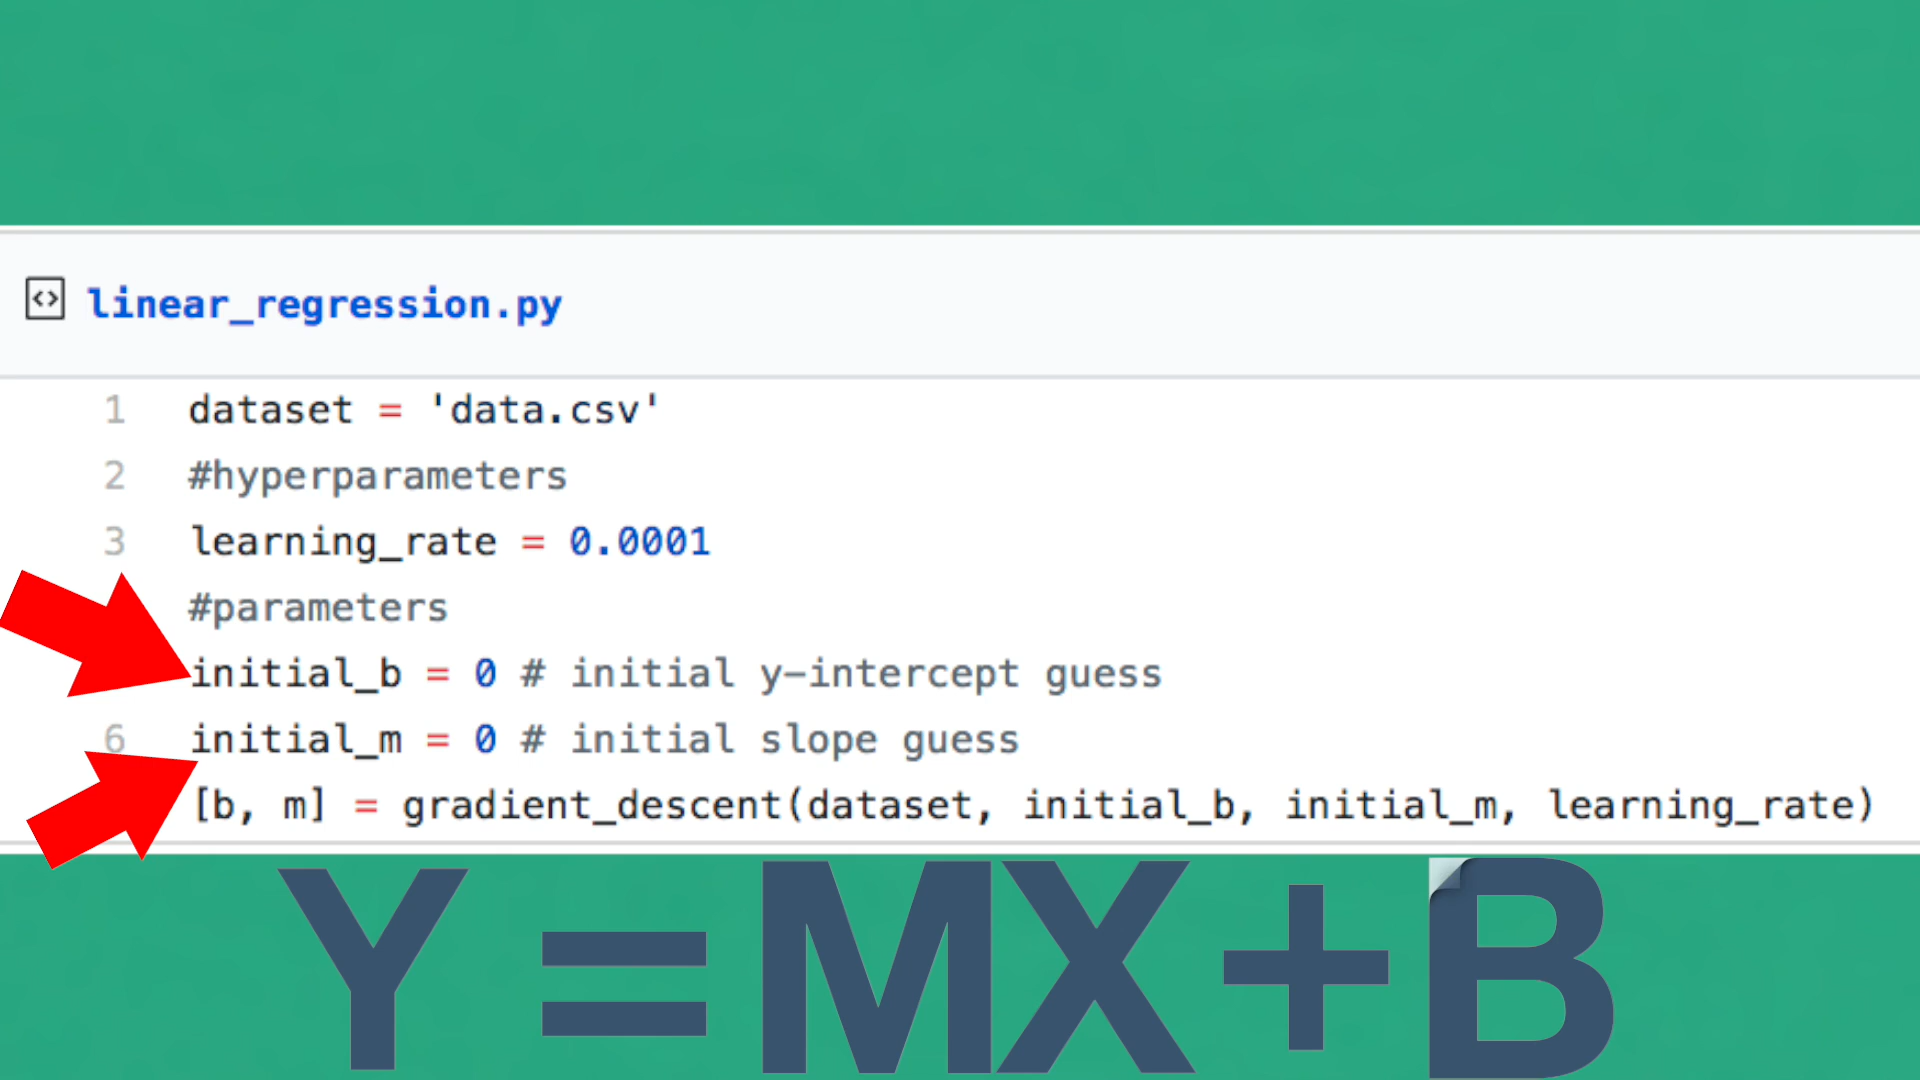 <> linear_regression.py
1 dataset = 'data.csv'
2 #hyperparameters
3 learning_rate = 0.0001
#parameters
initial_b = 0 # initial y-intercept guess
6 initial_m = 0 # initial slope guess
[b, m] = gradient_descent(dataset, initial_b, initial_m, learning_rate)
Y = MX + B